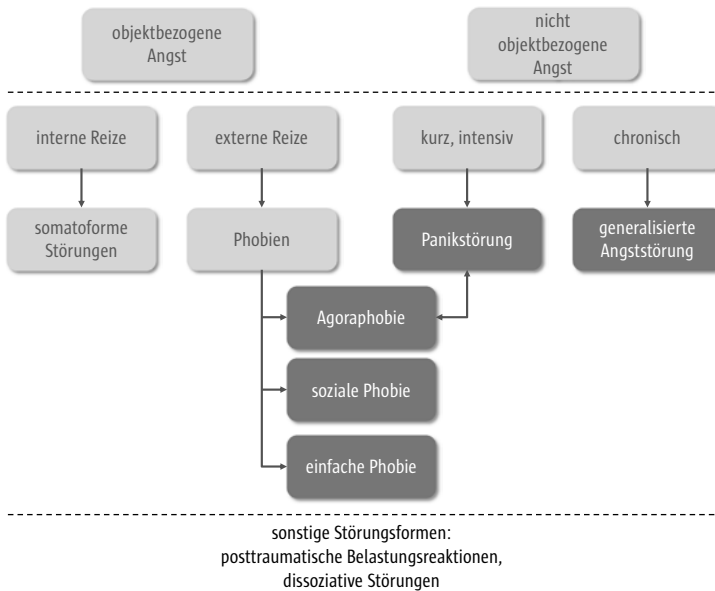 objektbezogene
Angst
nicht
objektbezogene
Angst
interne Reize
externe Reize
kurz, intensiv
chronisch
somatoforme
Störungen
Phobien
Panikstörung
generalisierte
Angststörung
Agoraphobie
soziale Phobie
einfache Phobie
sonstige Störungsformen:
posttraumatische Belastungsreaktionen,
dissoziative Störungen